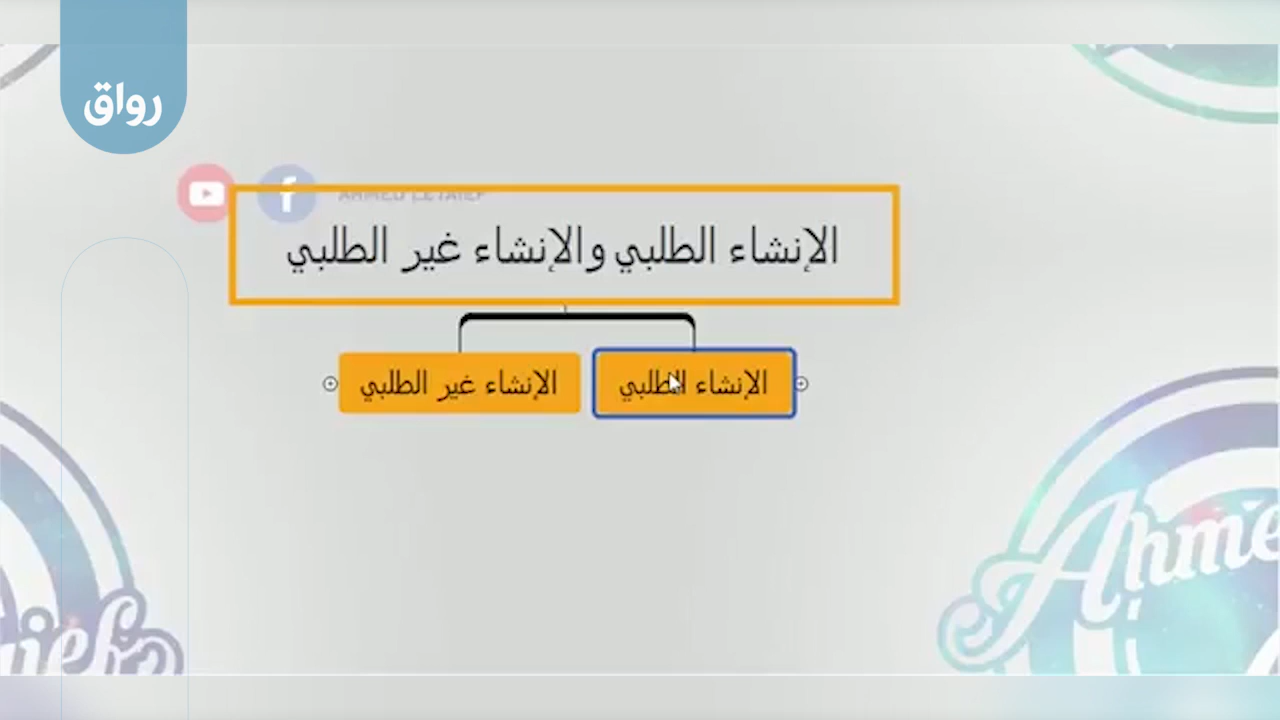 رواق
الإنشاء الطلبي والإنشاء غير الطلبي
الإنشاء الطلبي
الإنشاء غير الطلبي